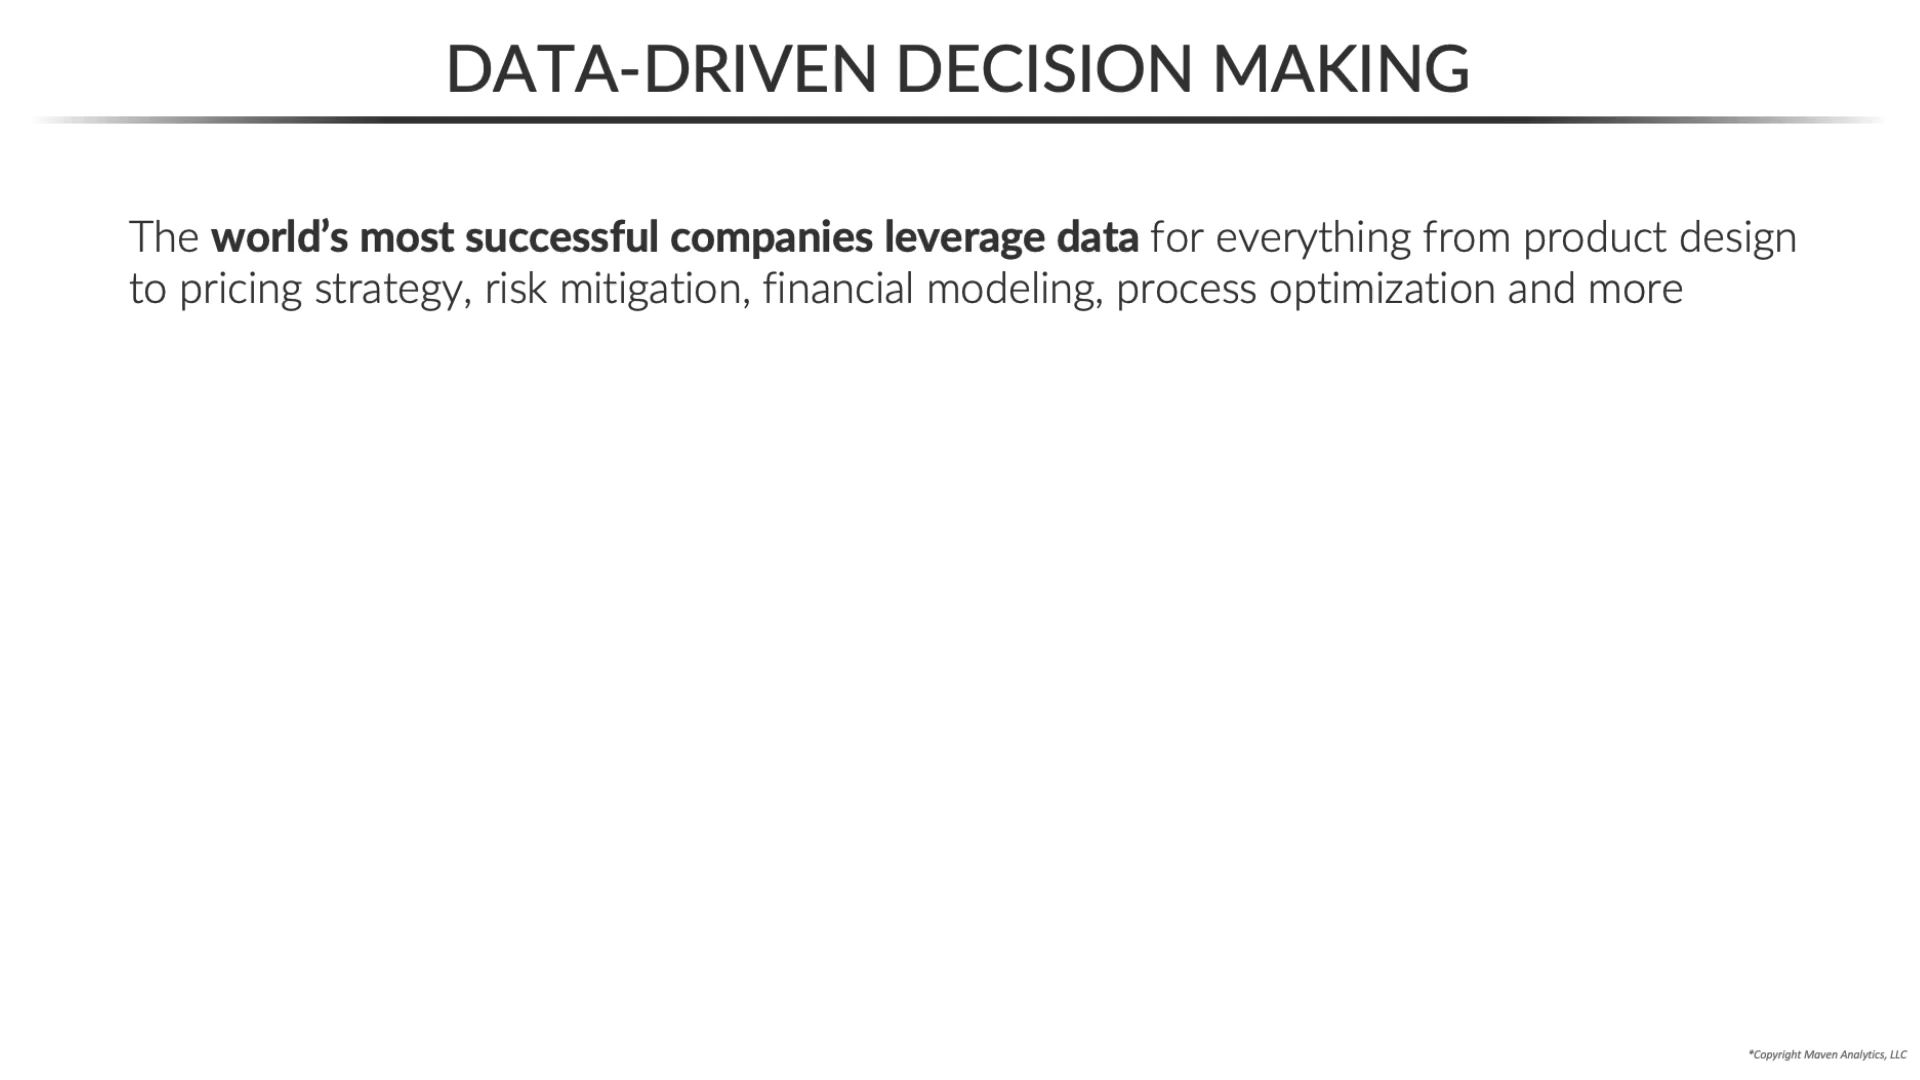 DATA-DRIVEN DECISION MAKING
The world’s most successful companies leverage data for everything from product design
to pricing strategy, risk mitigation, financial modeling, process optimization and more
*Copyright Maven Analytics, LLC